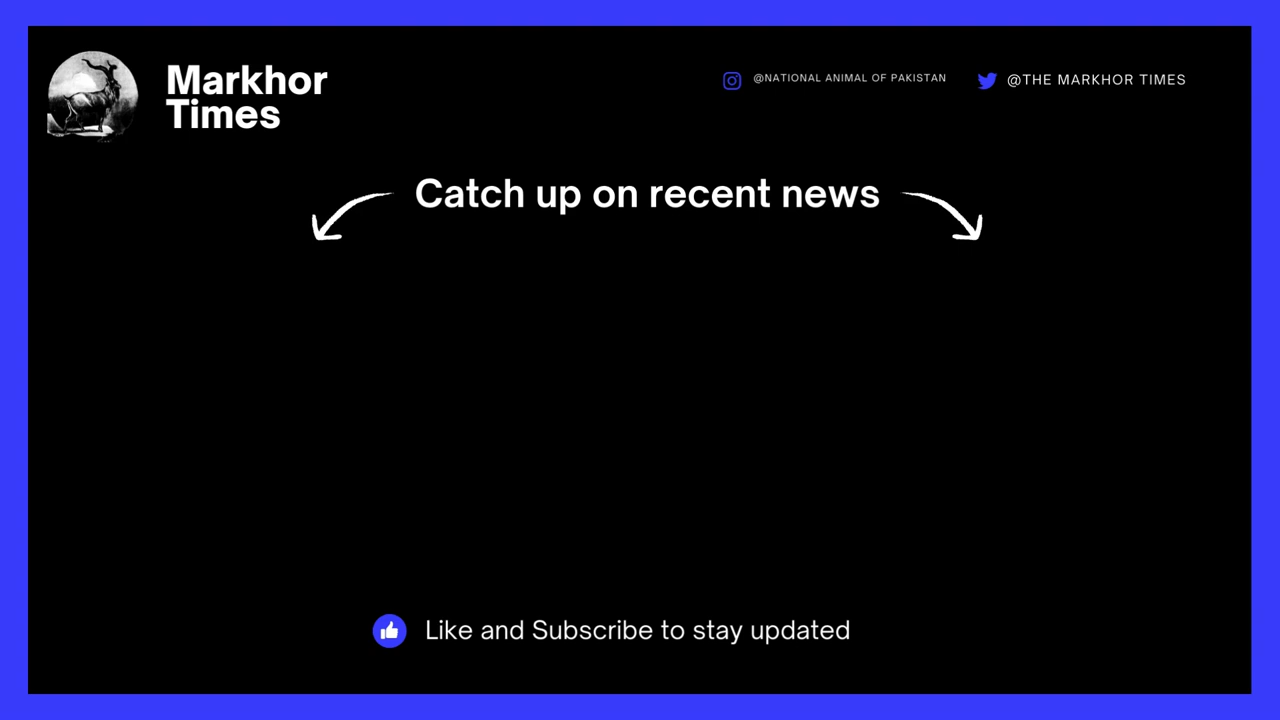 Markhor
Times
@NATIONAL ANIMAL OF PAKISTAN
@THE MARKHOR TIMES
Catch up on recent news
Like and Subscribe to stay updated